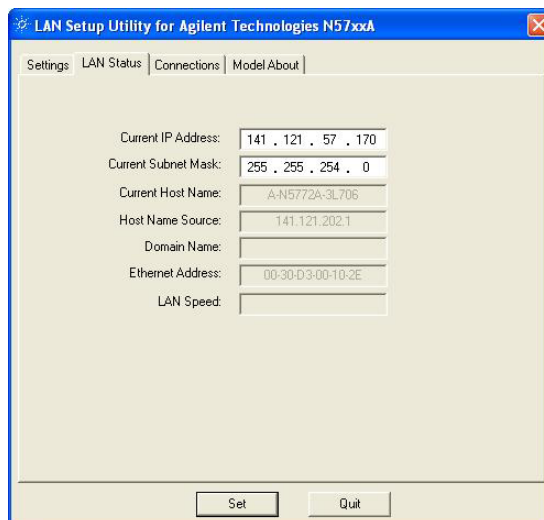 LAN Setup Utility for Agilent Technologies N57xxA
Settings LAN Status Connections Model About
Current IP Address: 141 . 121 . 57 . 170
Current Subnet Mask: 255 . 255 . 254 . 0
Current Host Name: A-N5772A-3L706
Host Name Source: 141.121.202.1
Domain Name:
Ethernet Address: 00-30-D3-00-10-2E
LAN Speed:
Set Quit